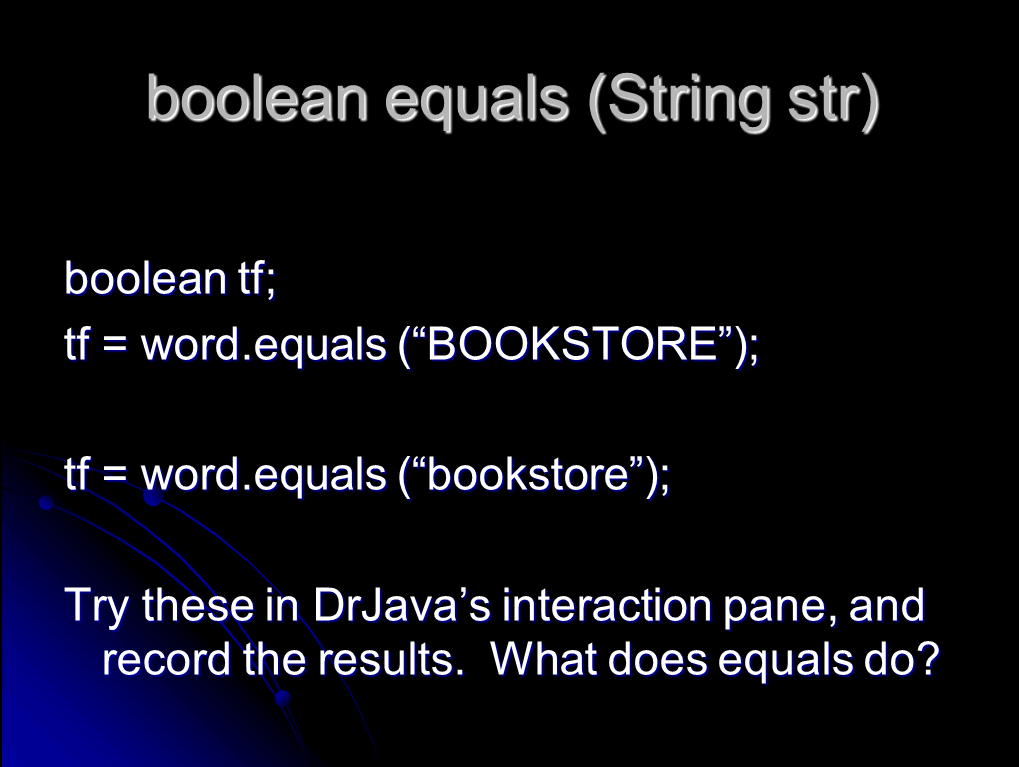 boolean equals (String str)
boolean tf;
tf = word.equals (“BOOKSTORE”);
tf = word.equals (“bookstore”);
Try these in DrJava’s interaction pane, and
record the results.  What does equals do?